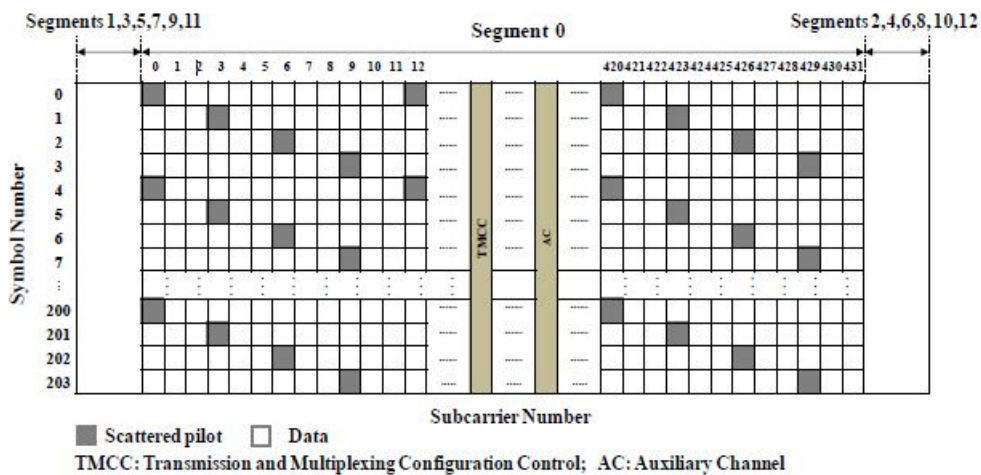 Segments 1,3,5,7,9,11
Segment 0
Segments 2,4,6,8,10,12
0 1 2 3 4 5 6 7 8 9 10 11 12 420 421 422 423 424 425 426 427 428 429 430 431
Symbol Number
0
1
2
3
4
5
6
7
200
201
202
203
TMCC
AC
Subcarrier Number
Scattered pilot Data
TMCC: Transmission and Multiplexing Configuration Control; AC: Auxiliary Channel